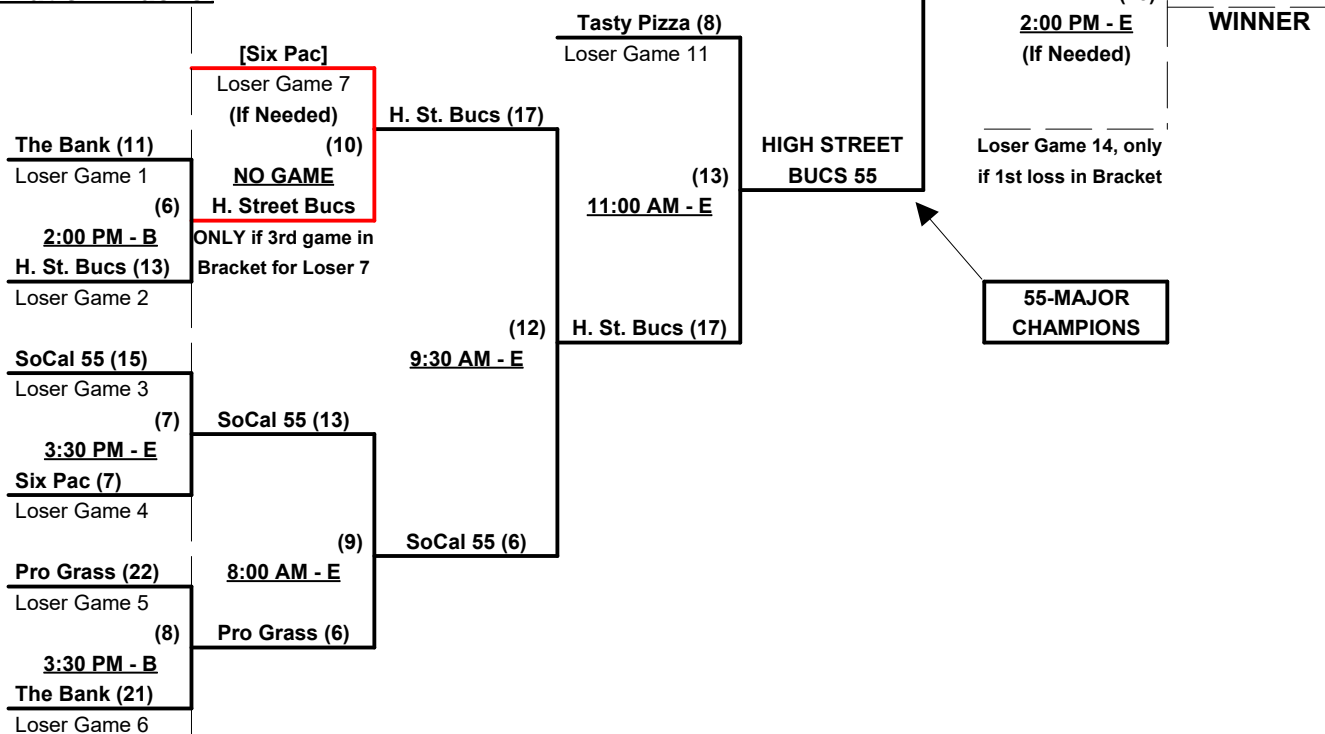 Tasty Pizza (8)
Loser Game 11
2:00 PM - E
(If Needed)
WINNER
[Six Pac]
Loser Game 7
(If Needed)
(10)
NO GAME
H. Street Bucs
ONLY if 3rd game in
Bracket for Loser 7
H. St. Bucs (17)
The Bank (11)
Loser Game 1
(6)
2:00 PM - B
H. St. Bucs (13)
Loser Game 2
HIGH STREET
BUCS 55
(13)
11:00 AM - E
Loser Game 14, only
if 1st loss in Bracket
55-MAJOR
CHAMPIONS
(12)
9:30 AM - E
H. St. Bucs (17)
SoCal 55 (15)
Loser Game 3
(7)
3:30 PM - E
Six Pac (7)
Loser Game 4
SoCal 55 (13)
(9)
8:00 AM - E
SoCal 55 (6)
Pro Grass (22)
Loser Game 5
(8)
3:30 PM - B
The Bank (21)
Loser Game 6
Pro Grass (6)